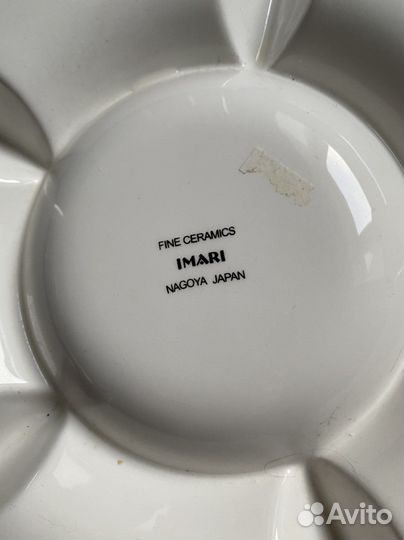 FINE CERAMICS
IMARI
NAGOYA JAPAN
Avito